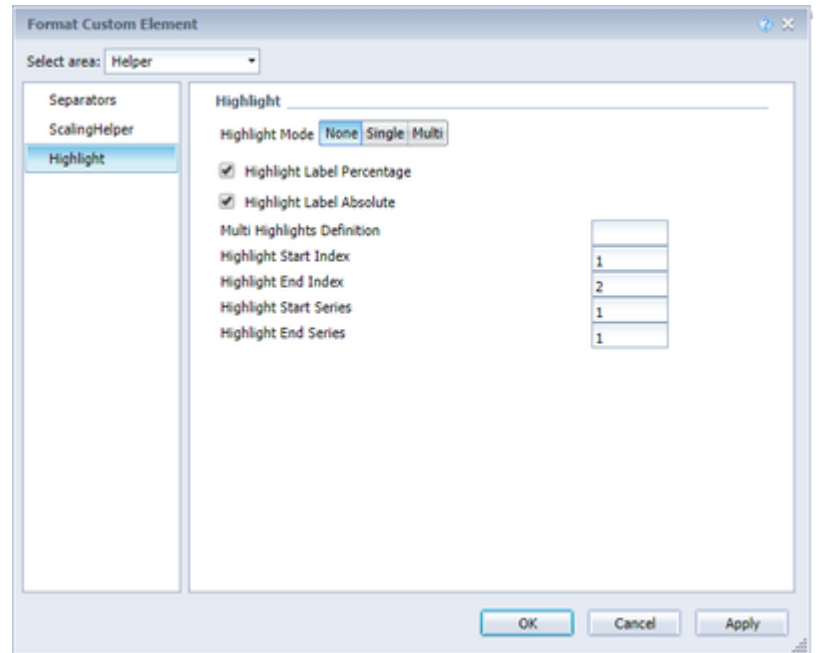 Format Custom Element
Select area: Helper
Separators
ScalingHelper
Highlight
Highlight
Highlight Mode None Single Multi
Highlight Label Percentage
Highlight Label Absolute
Multi Highlights Definition
Highlight Start Index 1
Highlight End Index 2
Highlight Start Series 1
Highlight End Series 1
OK Cancel Apply